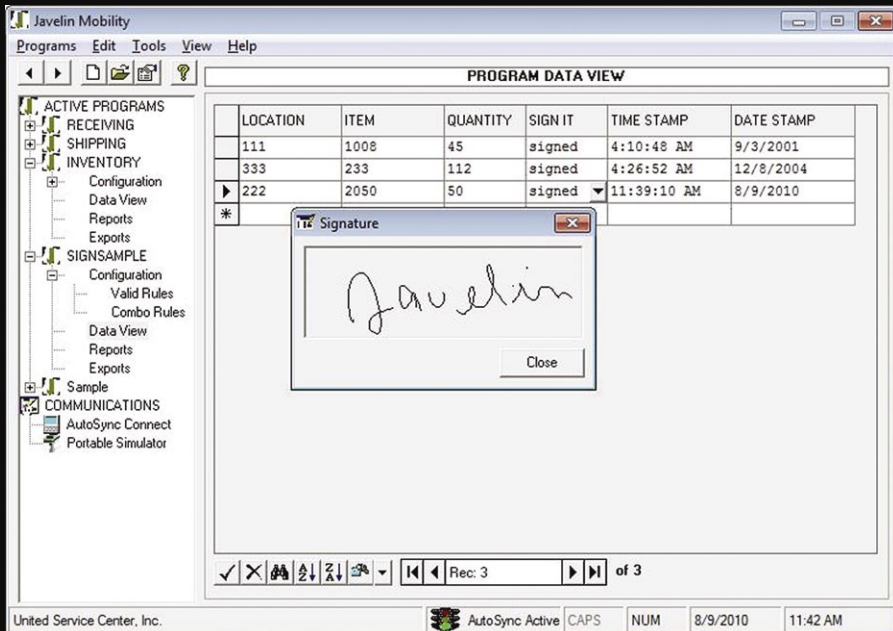 Javelin Mobility
Programs Edit Tools View Help
PROGRAM DATA VIEW
ACTIVE PROGRAMS
RECEIVING
SHIPPING
INVENTORY
Configuration
Data View
Reports
Exports
SIGNSAMPLE
Configuration
Valid Rules
Combo Rules
Data View
Reports
Exports
Sample
COMMUNICATIONS
AutoSync Connect
Portable Simulator
LOCATION ITEM QUANTITY SIGN IT TIME STAMP DATE STAMP
111 1008 45 signed 4:10:48 AM 9/3/2001
333 233 112 signed 4:26:52 AM 12/8/2004
222 2050 50 signed 11:39:10 AM 8/9/2010
*
Signature
Javelin
Close
Rec: 3 of 3
United Service Center, Inc. AutoSync Active CAPS NUM 8/9/2010 11:42 AM